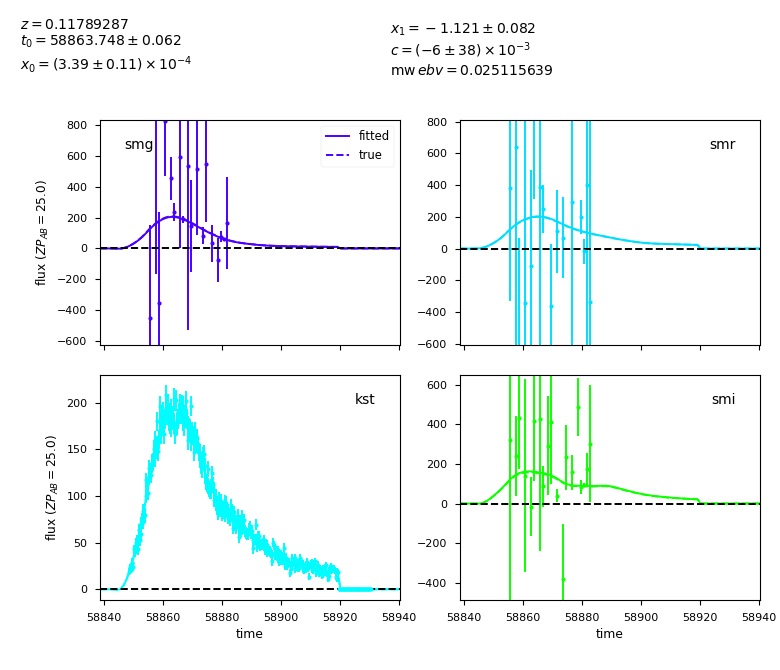 z = 0.11789287
t₀ = 58863.748 ± 0.062
x₀ = (3.39 ± 0.11) × 10⁻⁴
x₁ = −1.121 ± 0.082
c = (−6 ± 38) × 10⁻³
mw ebv = 0.025115639
smg
fitted
true
800
600
400
200
0
−200
−400
−600
flux (ZP_AB = 25.0)
smr
800
600
400
200
0
−200
−400
−600
kst
200
150
100
50
0
flux (ZP_AB = 25.0)
58840 58860 58880 58900 58920 58940
time
smi
600
400
200
0
−200
−400
58840 58860 58880 58900 58920 58940
time